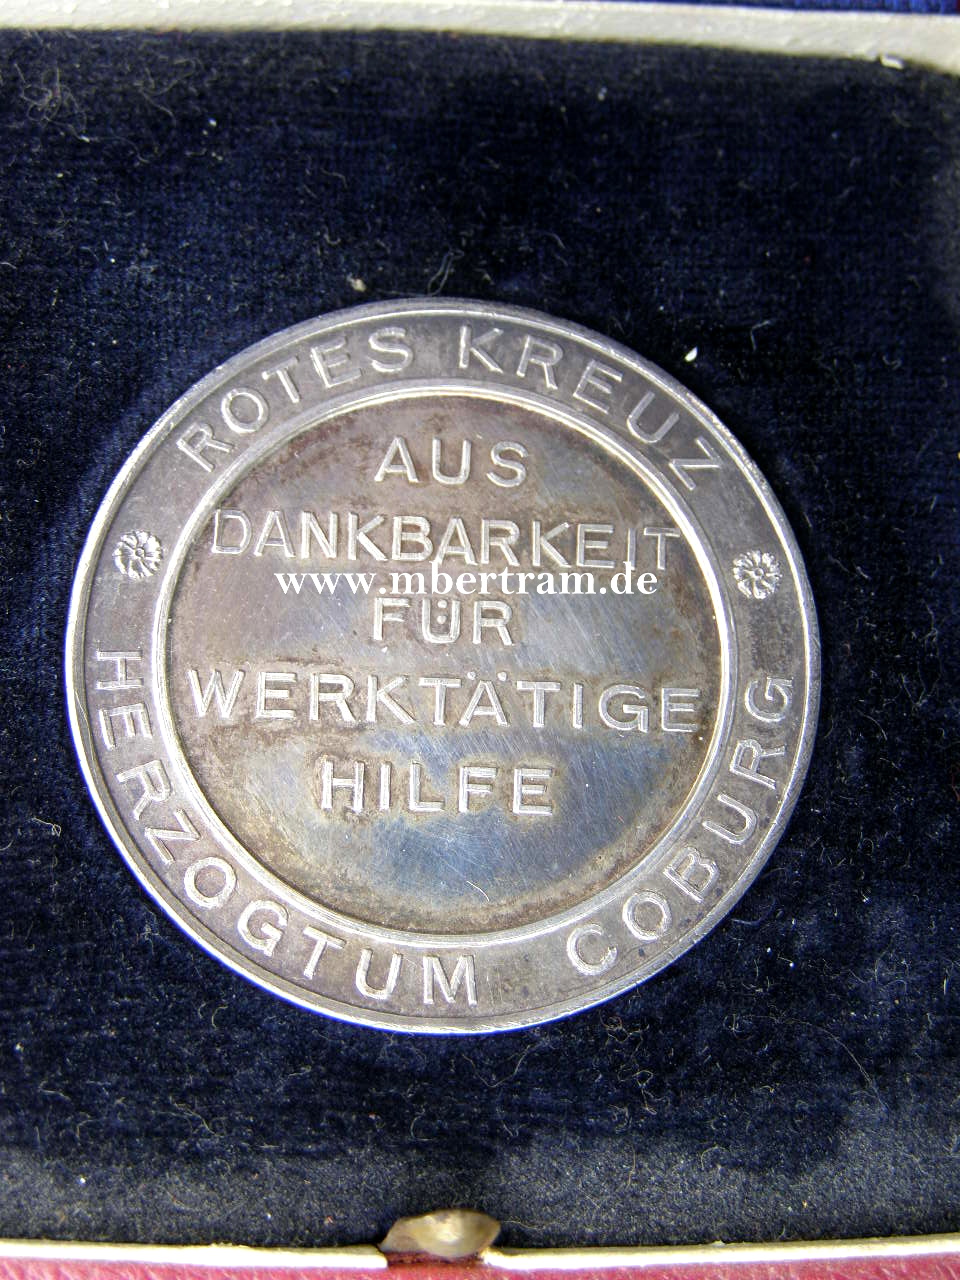 ROTES KREUZ
AUS
DANKBARKEIT
www.mbertram.de
FÜR
WERKTÄTIGE
HILFE
HERZOGTUM COBURG